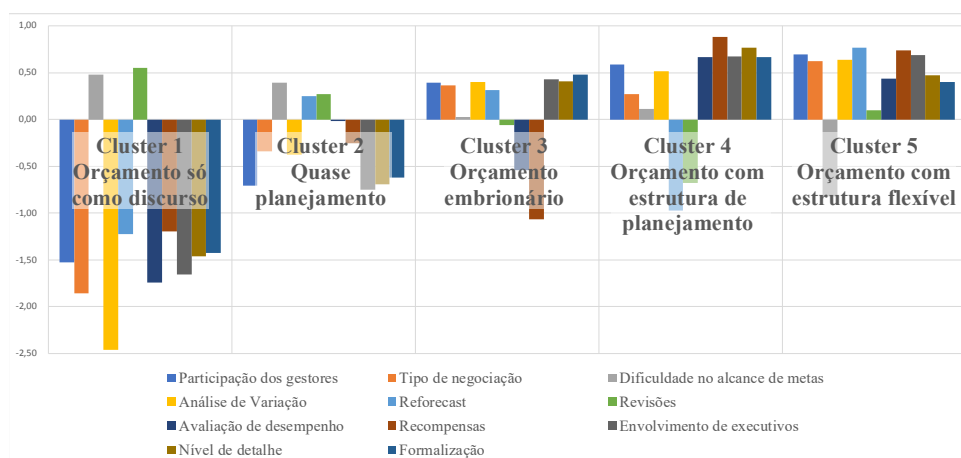 1,00
0,50
0,00
-0,50
-1,00
-1,50
-2,00
-2,50
Cluster 1
Orçamento só
como discurso
Cluster 2
Quase
planejamento
Cluster 3
Orçamento
embrionário
Cluster 4
Orçamento com
estrutura de
planejamento
Cluster 5
Orçamento com
estrutura flexível
Participação dos gestores
Tipo de negociação
Dificuldade no alcance de metas
Análise de Variação
Reforecast
Revisões
Avaliação de desempenho
Recompensas
Envolvimento de executivos
Nível de detalhe
Formalização